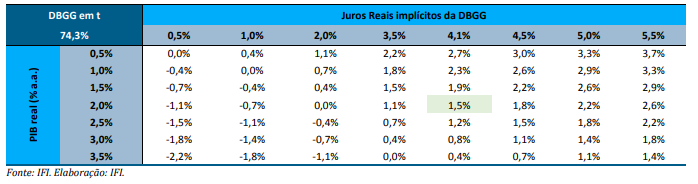 DBGG em t Juros Reais implícitos da DBGG
74,3% 0,5% 1,0% 2,0% 3,5% 4,1% 4,5% 5,0% 5,5%
PIB real (% a.a.)
0,5% 0,0% 0,4% 1,1% 2,2% 2,7% 3,0% 3,3% 3,7%
1,0% -0,4% 0,0% 0,7% 1,8% 2,3% 2,6% 2,9% 3,3%
1,5% -0,7% -0,4% 0,4% 1,5% 1,9% 2,2% 2,6% 2,9%
2,0% -1,1% -0,7% 0,0% 1,1% 1,5% 1,8% 2,2% 2,6%
2,5% -1,5% -1,1% -0,4% 0,7% 1,2% 1,5% 1,8% 2,2%
3,0% -1,8% -1,4% -0,7% 0,4% 0,8% 1,1% 1,4% 1,8%
3,5% -2,2% -1,8% -1,1% 0,0% 0,4% 0,7% 1,1% 1,4%
Fonte: IFI. Elaboração: IFI.